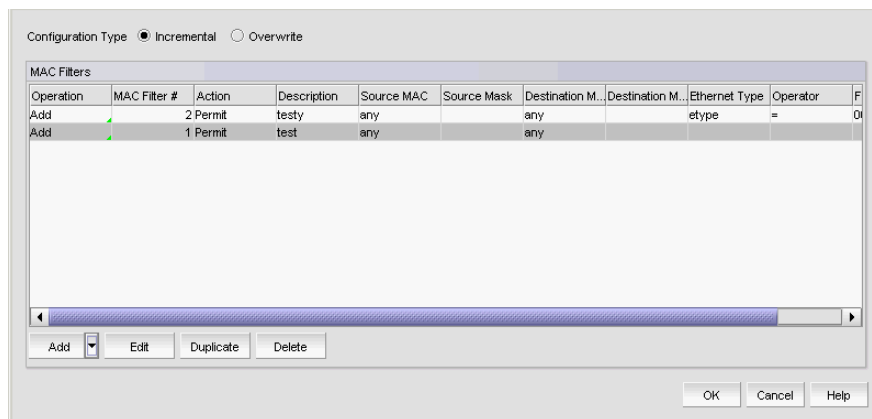 Configuration Type Incremental Overwrite
MAC Filters
Operation MAC Filter # Action Description Source MAC Source Mask Destination M... Destination M... Ethernet Type Operator F
Add 2 Permit testy any any etype =
Add 1 Permit test any any
Add Edit Duplicate Delete
OK Cancel Help